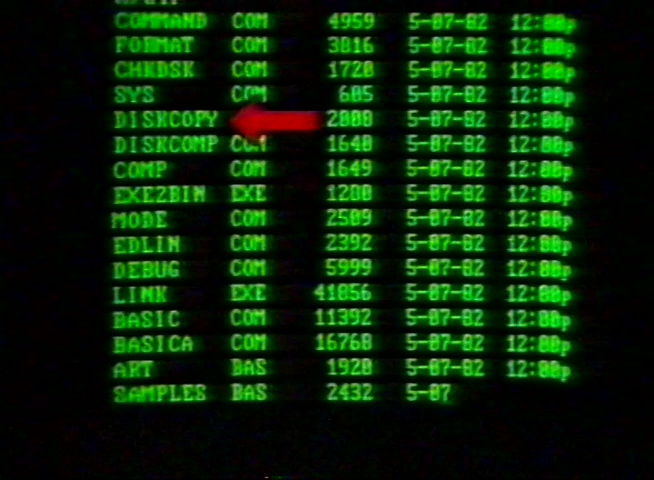 COMMAND COM 4959 5-07-82 12:00p
FORMAT COM 3816 5-07-82 12:00p
CHKDSK COM 1720 5-07-82 12:00p
SYS COM 605 5-07-82 12:00p
DISKCOPY 2008 5-07-82 12:00p
DISKCOMP COM 1640 5-07-82 12:00p
COMP COM 1649 5-07-82 12:00p
EXE2BIN EXE 1280 5-07-82 12:00p
MODE COM 2509 5-07-82 12:00p
EDLIN COM 2392 5-07-82 12:00p
DEBUG COM 5999 5-07-82 12:00p
LINK EXE 41856 5-07-82 12:00p
BASIC COM 11392 5-07-82 12:00p
BASICA COM 16768 5-07-82 12:00p
ART BAS 1920 5-07-82 12:00p
SAMPLES BAS 2432 5-07